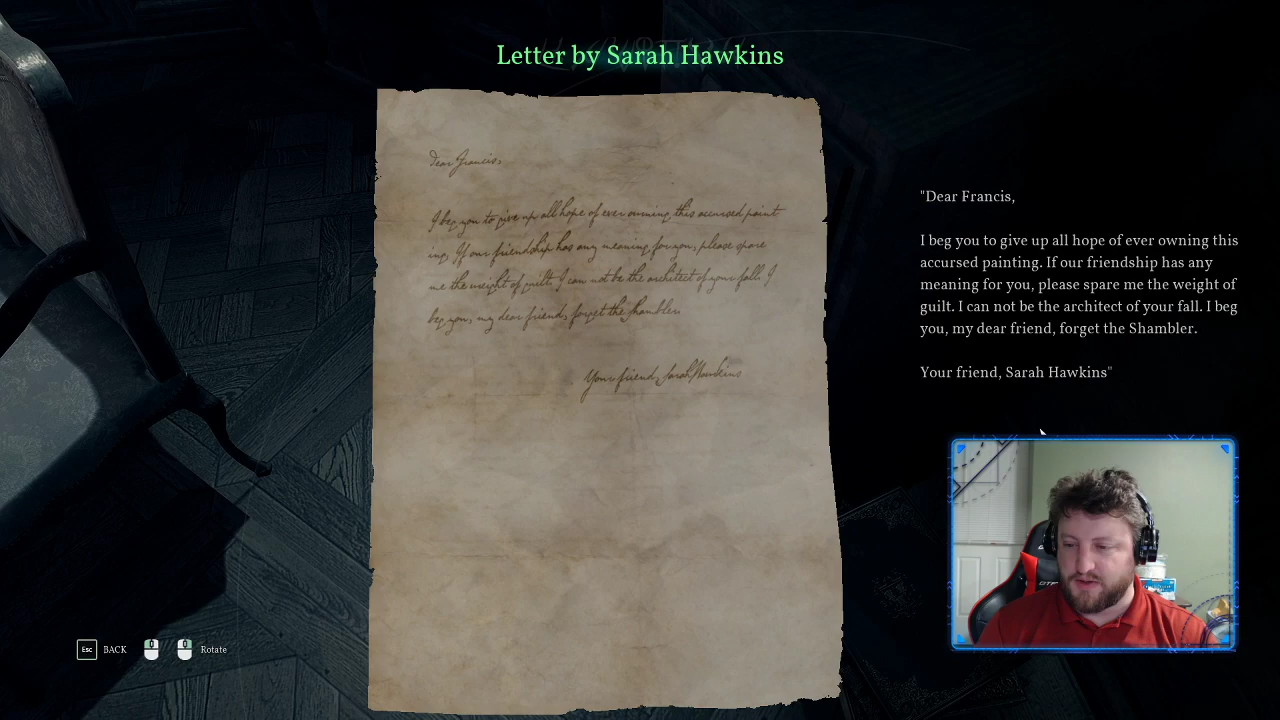 Letter by Sarah Hawkins
Dear Francis,
I beg you to give up all hope of ever owning this accursed paint
ing. If our friendship has any meaning for you, please spare
me the weight of guilt. I can not be the architect of your fall. I
beg you, my dear friend, forget the Shambler.
Your friend, Sarah Hawkins
"Dear Francis,
I beg you to give up all hope of ever owning this
accursed painting. If our friendship has any
meaning for you, please spare me the weight of
guilt. I can not be the architect of your fall. I beg
you, my dear friend, forget the Shambler.
Your friend, Sarah Hawkins"
Esc BACK Rotate